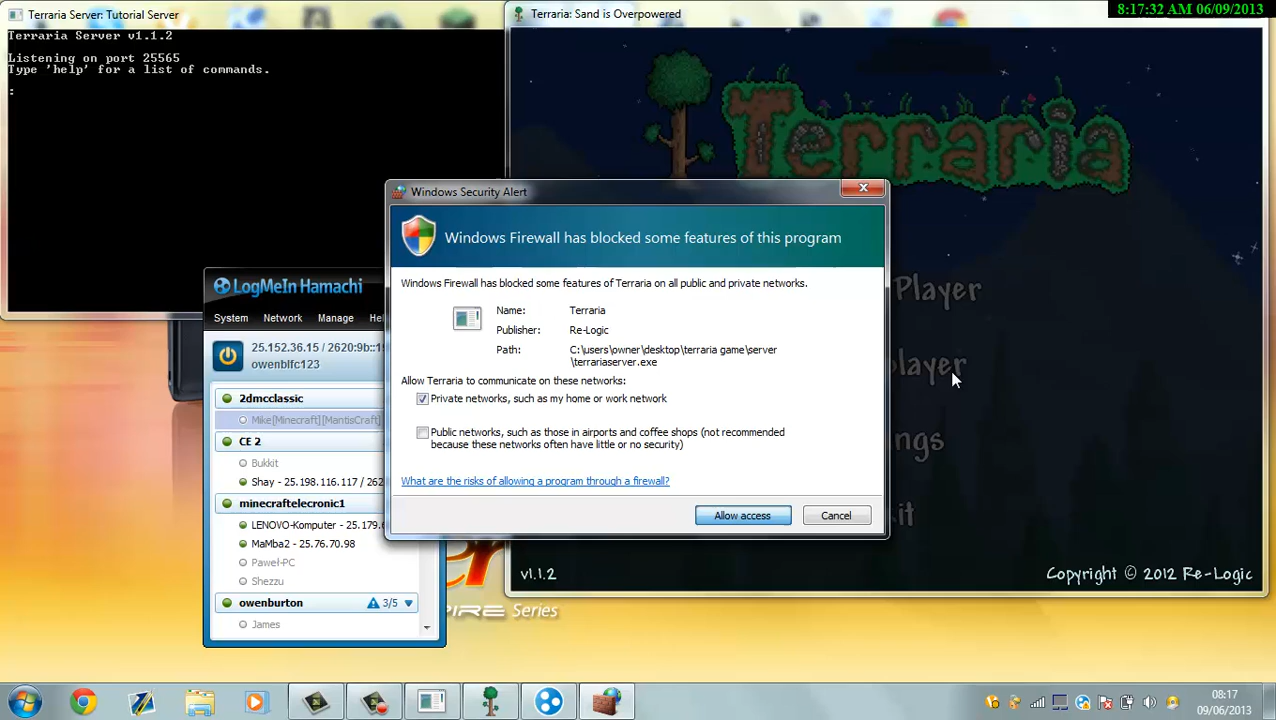 Terraria Server: Tutorial Server
Terraria Server v1.1.2
Listening on port 25565
Type 'help' for a list of commands.
:
Terraria: Sand is Overpowered
8:17:32 AM 06/09/2013
Terraria
Player
player
ngs
it
v1.1.2
Copyright © 2012 Re-Logic
Windows Security Alert
Windows Firewall has blocked some features of this program
Windows Firewall has blocked some features of Terraria on all public and private networks.
Name: Terraria
Publisher: Re-Logic
Path: C:\users\owner\desktop\terraria game\server
\terrariaserver.exe
Allow Terraria to communicate on these networks:
Private networks, such as my home or work network
Public networks, such as those in airports and coffee shops (not recommended
because these networks often have little or no security)
What are the risks of allowing a program through a firewall?
Allow access Cancel
LogMeIn Hamachi
System Network Manage He
25.152.36.15 / 2620:9b::19
owenblfc123
2dmcclassic
Mike[Minecraft][MantisCraft]
CE 2
Bukkit
Shay - 25.198.116.117 / 262
minecraftelecronic1
LENOVO-Komputer - 25.179.6
MaMba2 - 25.76.70.98
Paweł-PC
Shezzu
owenburton 3/5
James
PIRE Series
08:17
09/06/2013